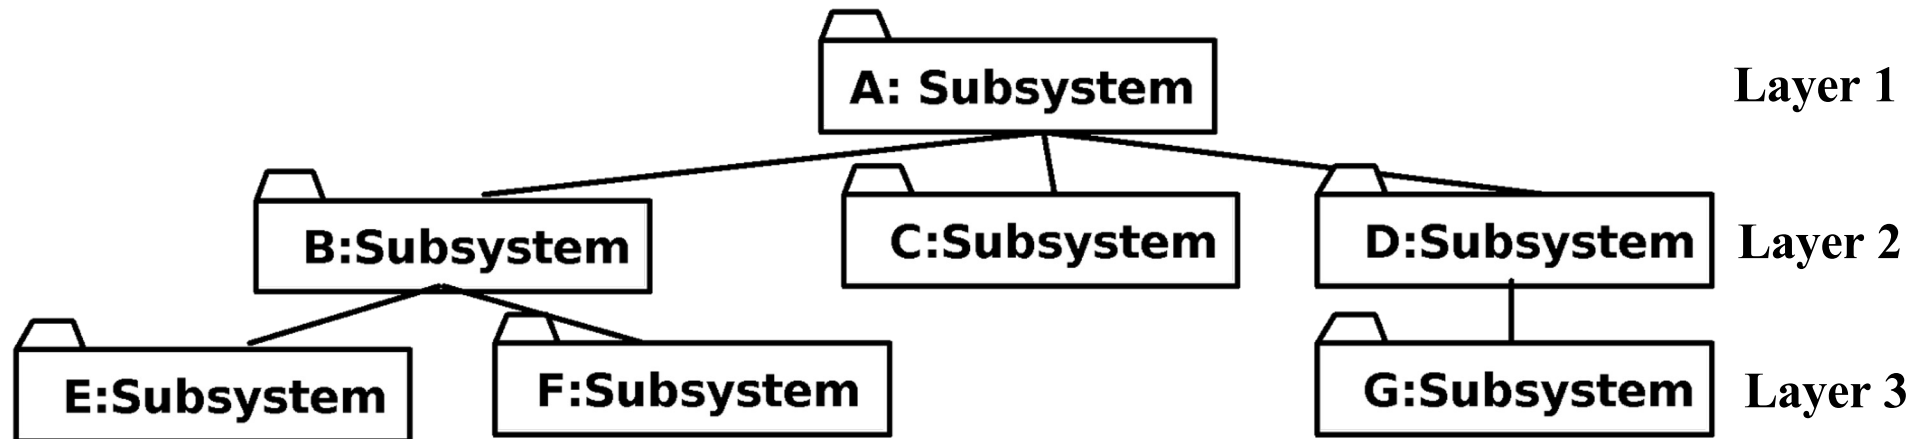 A: Subsystem
Layer 1
B:Subsystem
C:Subsystem
D:Subsystem
Layer 2
E:Subsystem
F:Subsystem
G:Subsystem
Layer 3